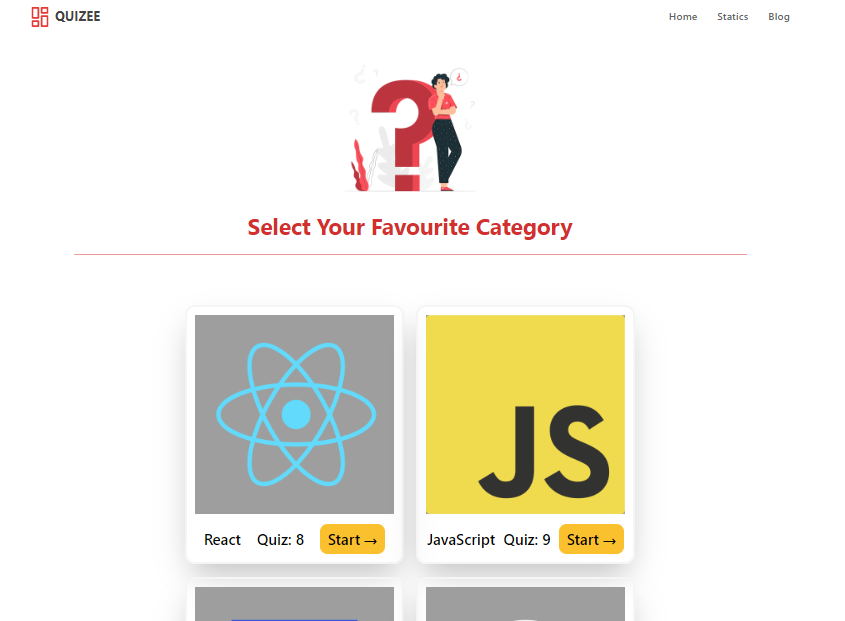 QUIZEE
Home Statics Blog
?
Select Your Favourite Category
JS
React Quiz: 8 Start →
JavaScript Quiz: 9 Start →